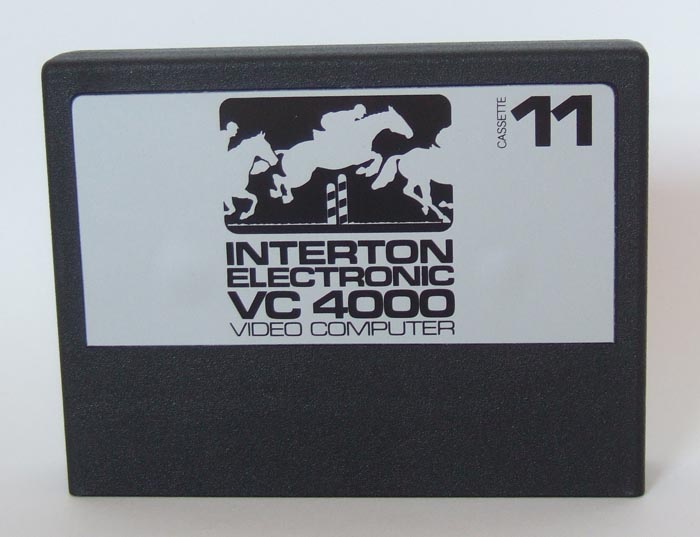 CASSETTE 11
INTERTON
ELECTRONIC
VC 4000
VIDEO COMPUTER